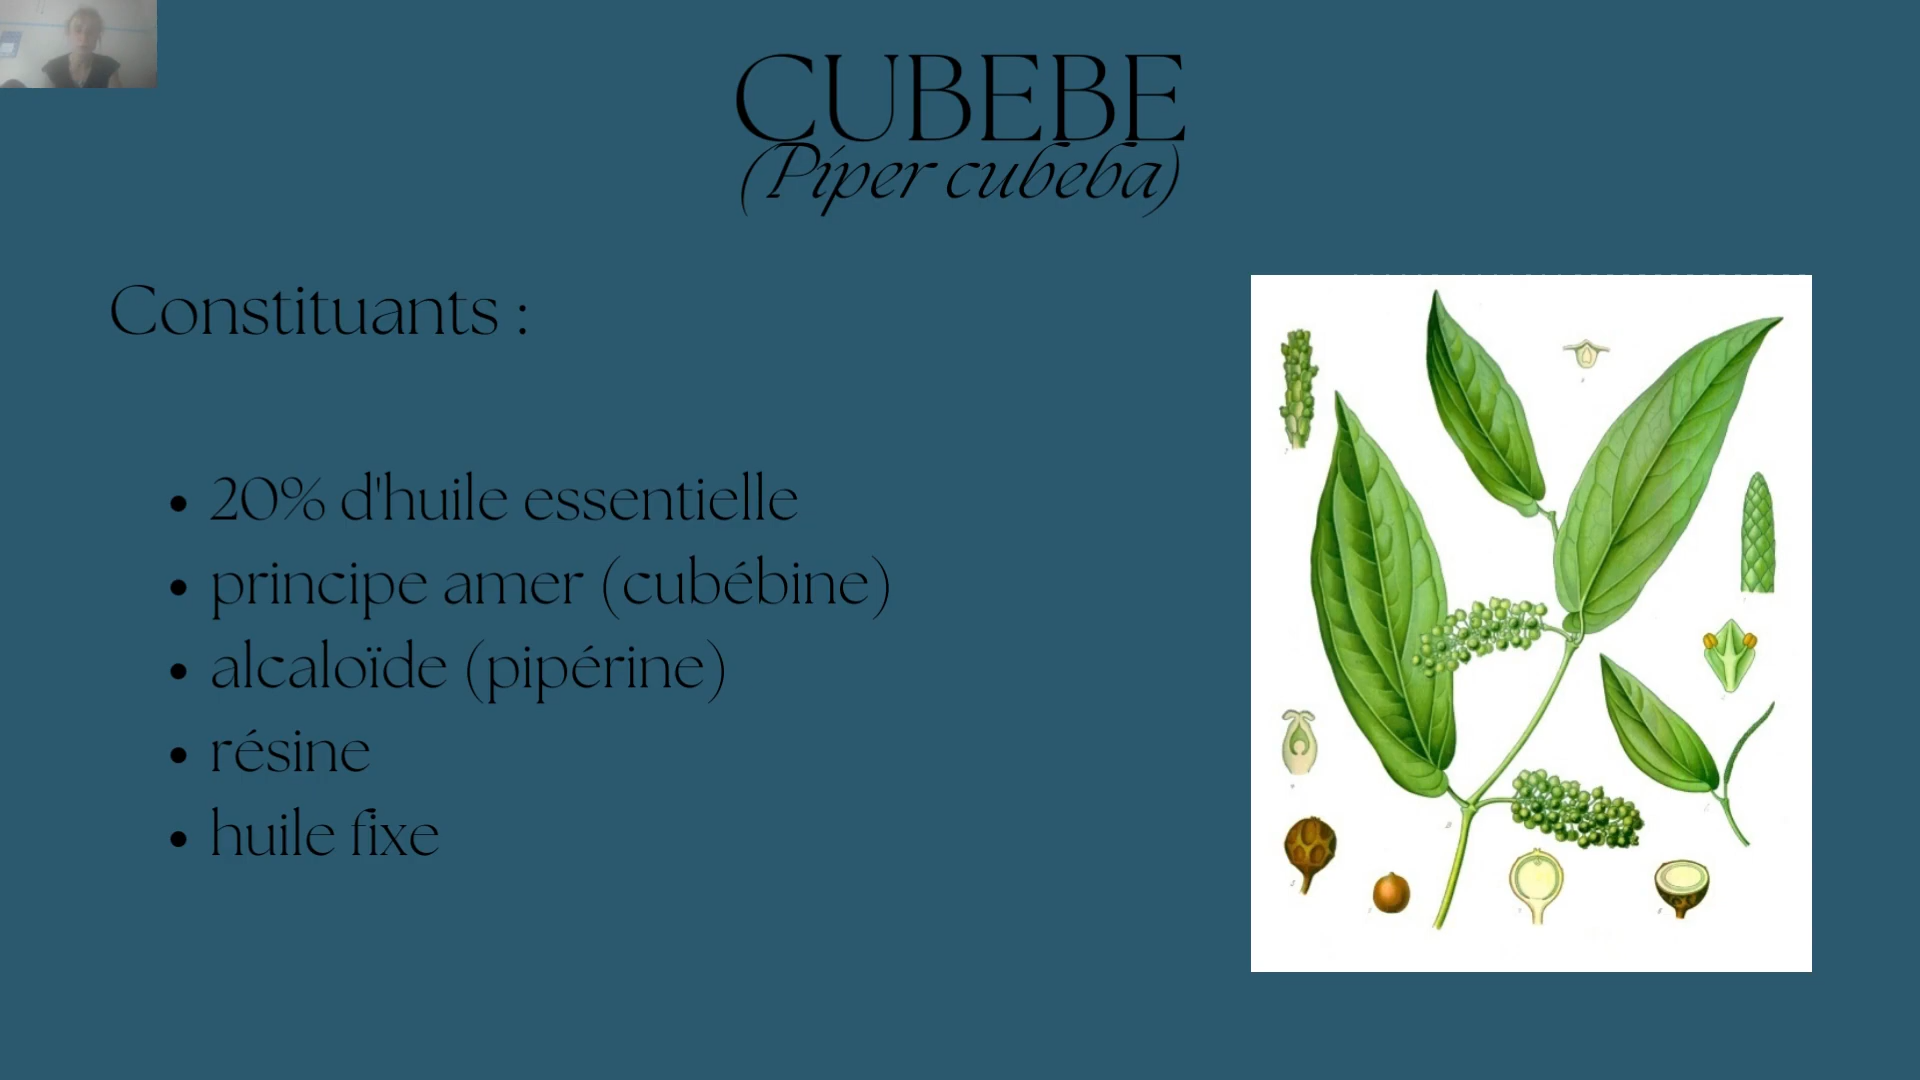 CUBEBE
(Piper cubeba)
Constituants :
• 20% d'huile essentielle
• principe amer (cubébine)
• alcaloïde (pipérine)
• résine
• huile fixe